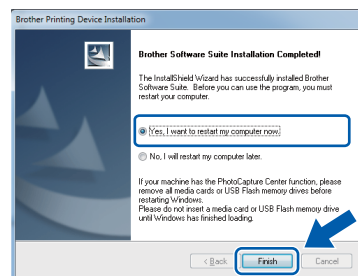 Brother Printing Device Installation
Brother Software Suite Installation Completed!
The InstallShield Wizard has successfully installed Brother
Software Suite. Before you can use the program, you must
restart your computer.
Yes, I want to restart my computer now.
No, I will restart my computer later.
If your machine has the PhotoCapture Center function, please
remove all media cards or USB Flash memory drives before
restarting Windows.
Please do not insert a media card or USB Flash memory drive
until Windows has finished loading.
< Back
Finish
Cancel